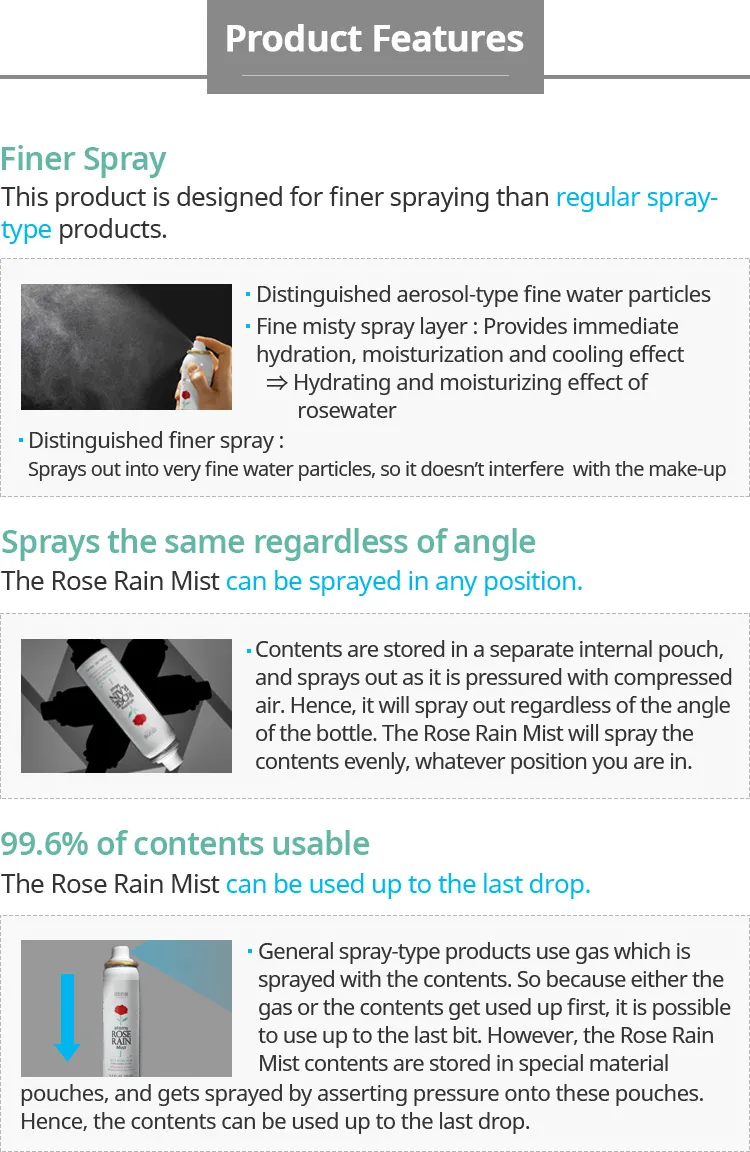 Product Features
Finer Spray
This product is designed for finer spraying than regular spray-
type products.
· Distinguished aerosol-type fine water particles
· Fine misty spray layer : Provides immediate
hydration, moisturization and cooling effect
⇒ Hydrating and moisturizing effect of
rosewater
· Distinguished finer spray :
Sprays out into very fine water particles, so it doesn’t interfere with the make-up
Sprays the same regardless of angle
The Rose Rain Mist can be sprayed in any position.
ROSE
RAIN
· Contents are stored in a separate internal pouch,
and sprays out as it is pressured with compressed
air. Hence, it will spray out regardless of the angle
of the bottle. The Rose Rain Mist will spray the
contents evenly, whatever position you are in.
99.6% of contents usable
The Rose Rain Mist can be used up to the last drop.
ROSE
RAIN
Mist
· General spray-type products use gas which is
sprayed with the contents. So because either the
gas or the contents get used up first, it is possible
to use up to the last bit. However, the Rose Rain
Mist contents are stored in special material
pouches, and gets sprayed by asserting pressure onto these pouches.
Hence, the contents can be used up to the last drop.